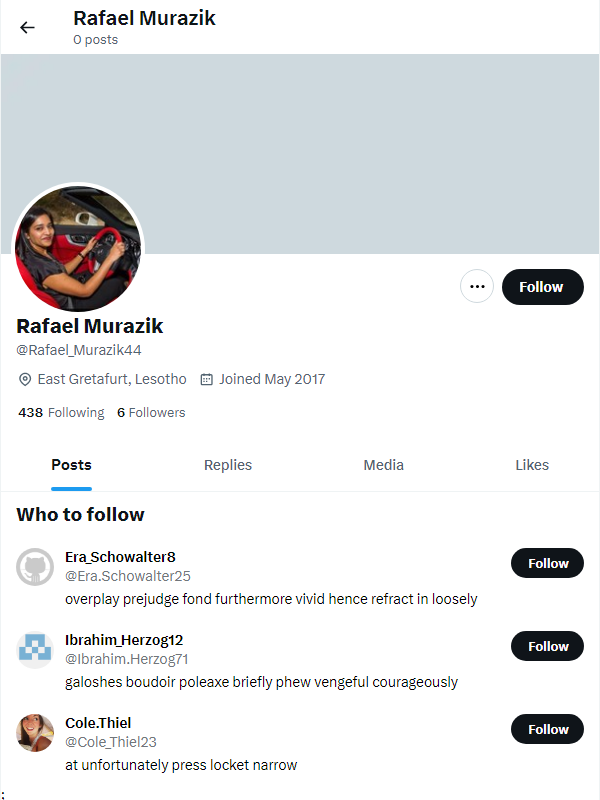 Rafael Murazik
0 posts
Follow
Rafael Murazik
@Rafael_Murazik44
East Gretafurt, Lesotho Joined May 2017
438 Following 6 Followers
Posts Replies Media Likes
Who to follow
Era_Schowalter8
@Era.Schowalter25
Follow
overplay prejudge fond furthermore vivid hence refract in loosely
Ibrahim_Herzog12
@Ibrahim.Herzog71
Follow
galoshes boudoir poleaxe briefly phew vengeful courageously
Cole.Thiel
@Cole_Thiel23
Follow
at unfortunately press locket narrow
;